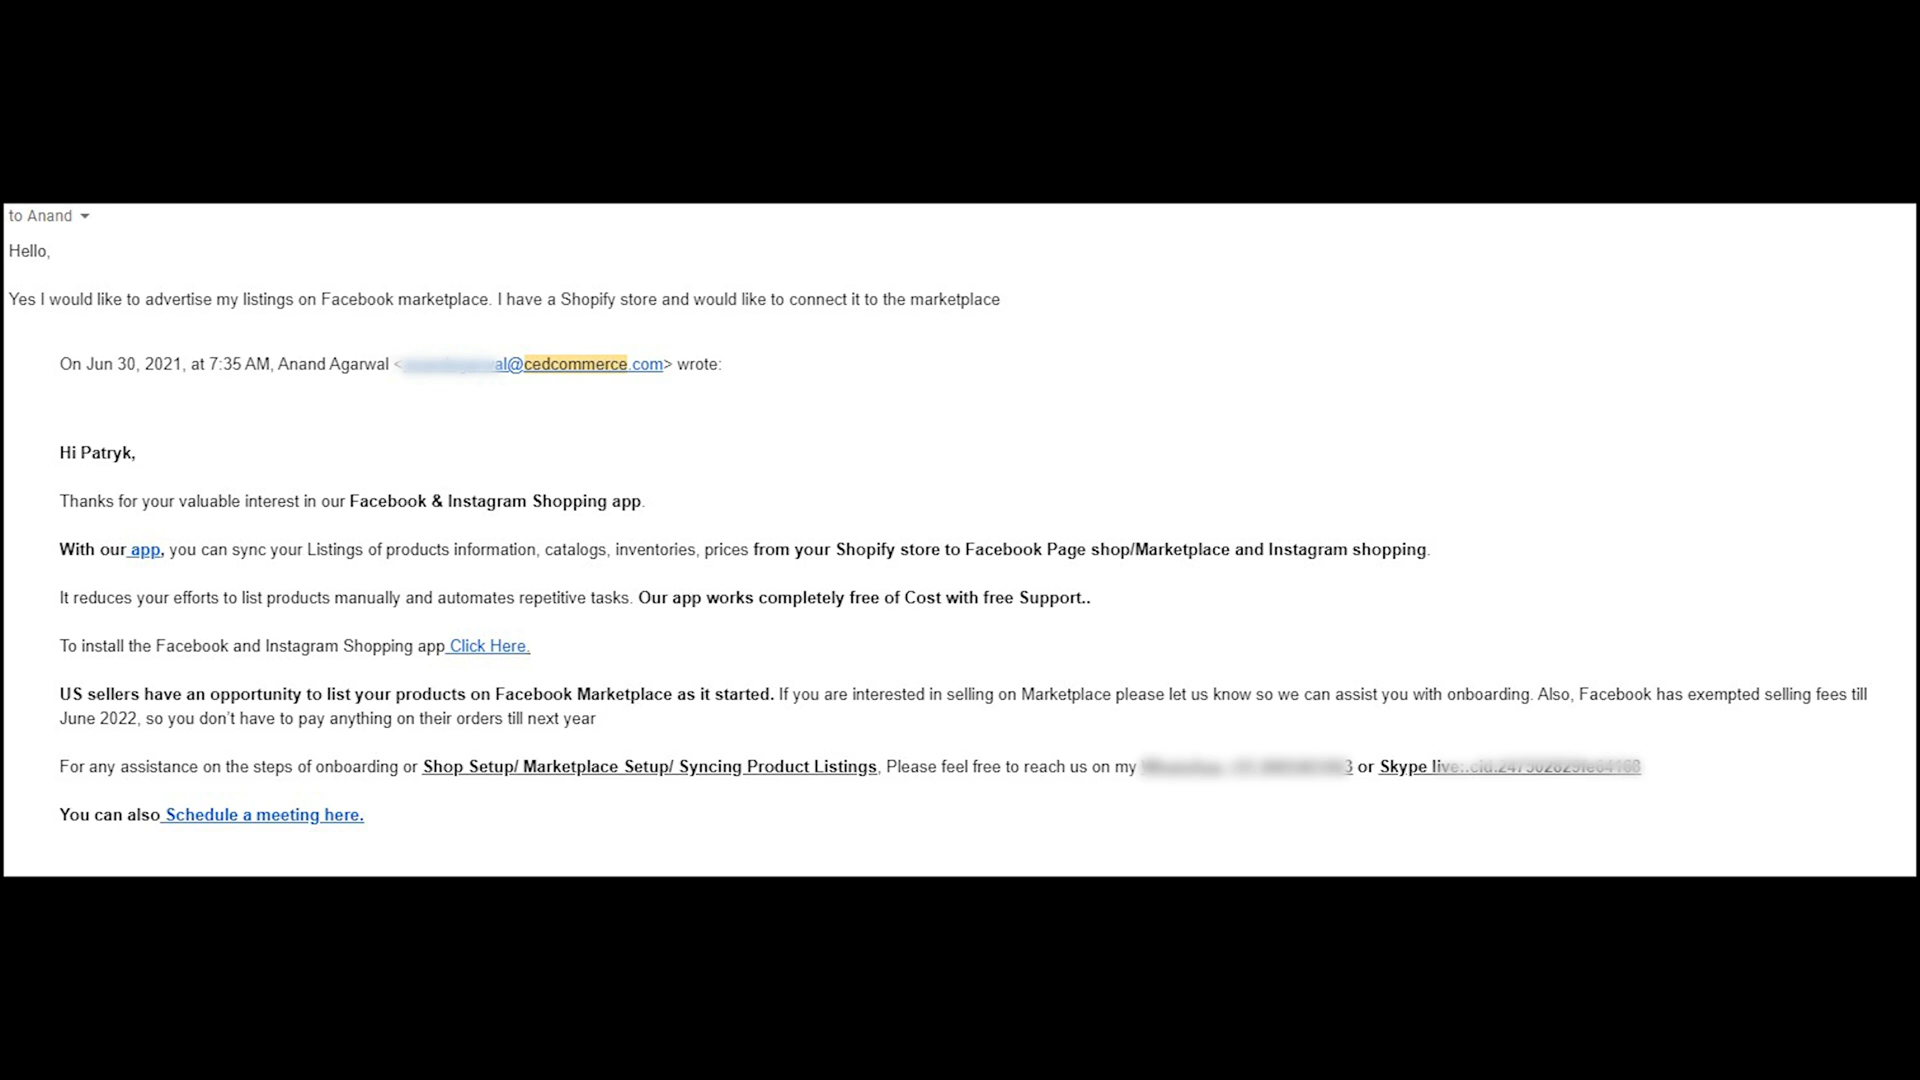 to Anand
Hello,
Yes I would like to advertise my listings on Facebook marketplace. I have a Shopify store and would like to connect it to the marketplace
On Jun 30, 2021, at 7:35 AM, Anand Agarwal < al@cedcommerce.com> wrote:
Hi Patryk,
Thanks for your valuable interest in our Facebook & Instagram Shopping app.
With our app, you can sync your Listings of products information, catalogs, inventories, prices from your Shopify store to Facebook Page shop/Marketplace and Instagram shopping.
It reduces your efforts to list products manually and automates repetitive tasks. Our app works completely free of Cost with free Support..
To install the Facebook and Instagram Shopping app Click Here.
US sellers have an opportunity to list your products on Facebook Marketplace as it started. If you are interested in selling on Marketplace please let us know so we can assist you with onboarding. Also, Facebook has exempted selling fees till
June 2022, so you don't have to pay anything on their orders till next year
For any assistance on the steps of onboarding or Shop Setup/ Marketplace Setup/ Syncing Product Listings, Please feel free to reach us on my 3 or Skype
You can also Schedule a meeting here.